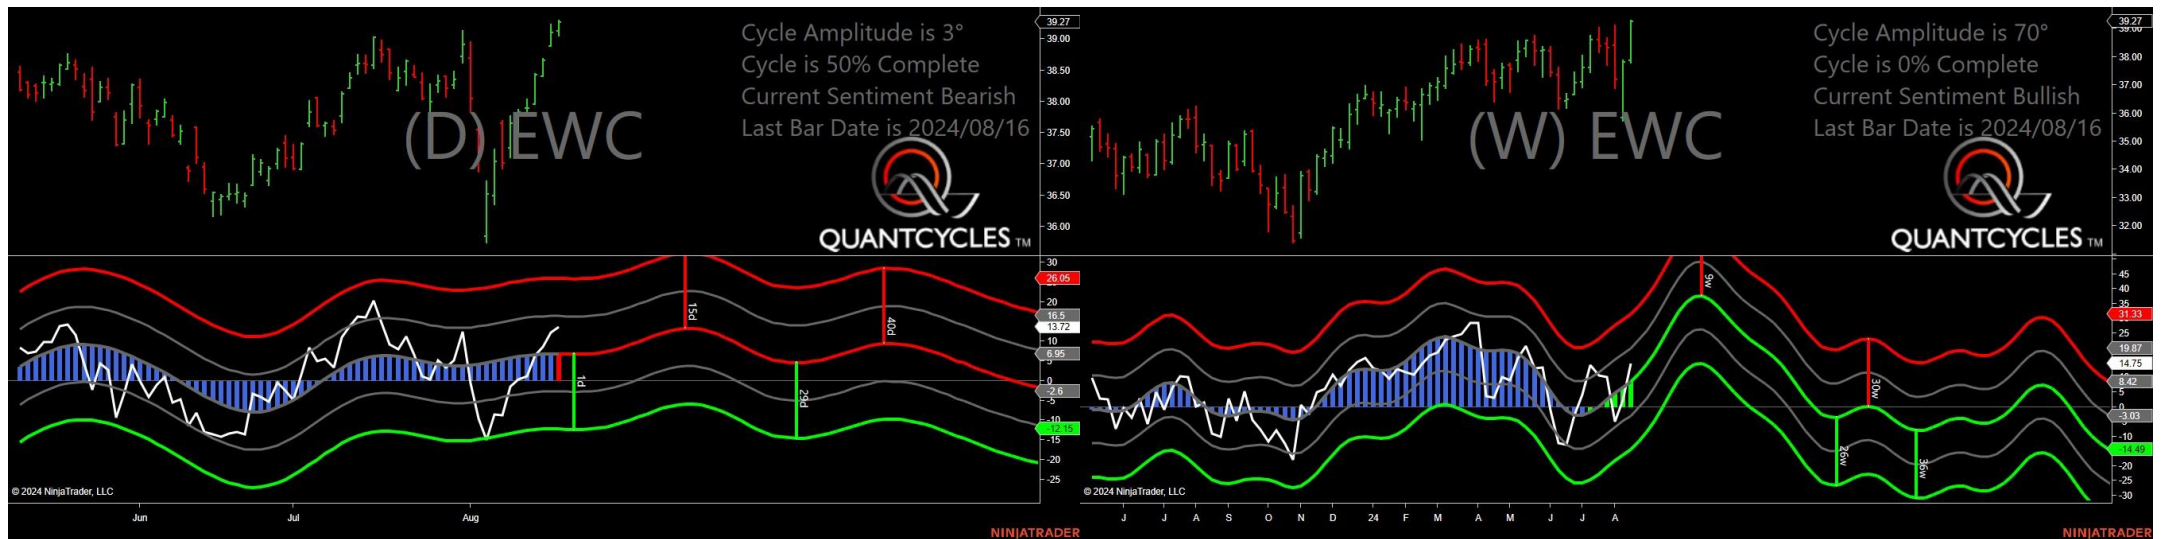 Cycle Amplitude is 3°
Cycle is 50% Complete
Current Sentiment Bearish
Last Bar Date is 2024/08/16
(D) EWC
QUANTCYCLES TM
39.27
39.00
38.50
38.00
37.50
37.00
36.50
36.00
30
26.05
20
16.5
13.72
10
6.95
0
-2.6
-5
-10
-12.15
-15
-20
-25
15d
40d
1d
29d
© 2024 NinjaTrader, LLC
Jun
Jul
Aug
NINJATRADER
Cycle Amplitude is 70°
Cycle is 0% Complete
Current Sentiment Bullish
Last Bar Date is 2024/08/16
(W) EWC
QUANTCYCLES TM
39.27
39.00
38.00
37.00
36.00
35.00
34.00
33.00
32.00
45
40
35
31.33
25
19.87
14.75
8.42
5
0
-3.03
-10
-14.49
-20
-25
-30
9w
30w
26w
36w
© 2024 NinjaTrader, LLC
J
J
A
S
O
N
D
24
F
M
A
M
J
J
A
NINJATRADER